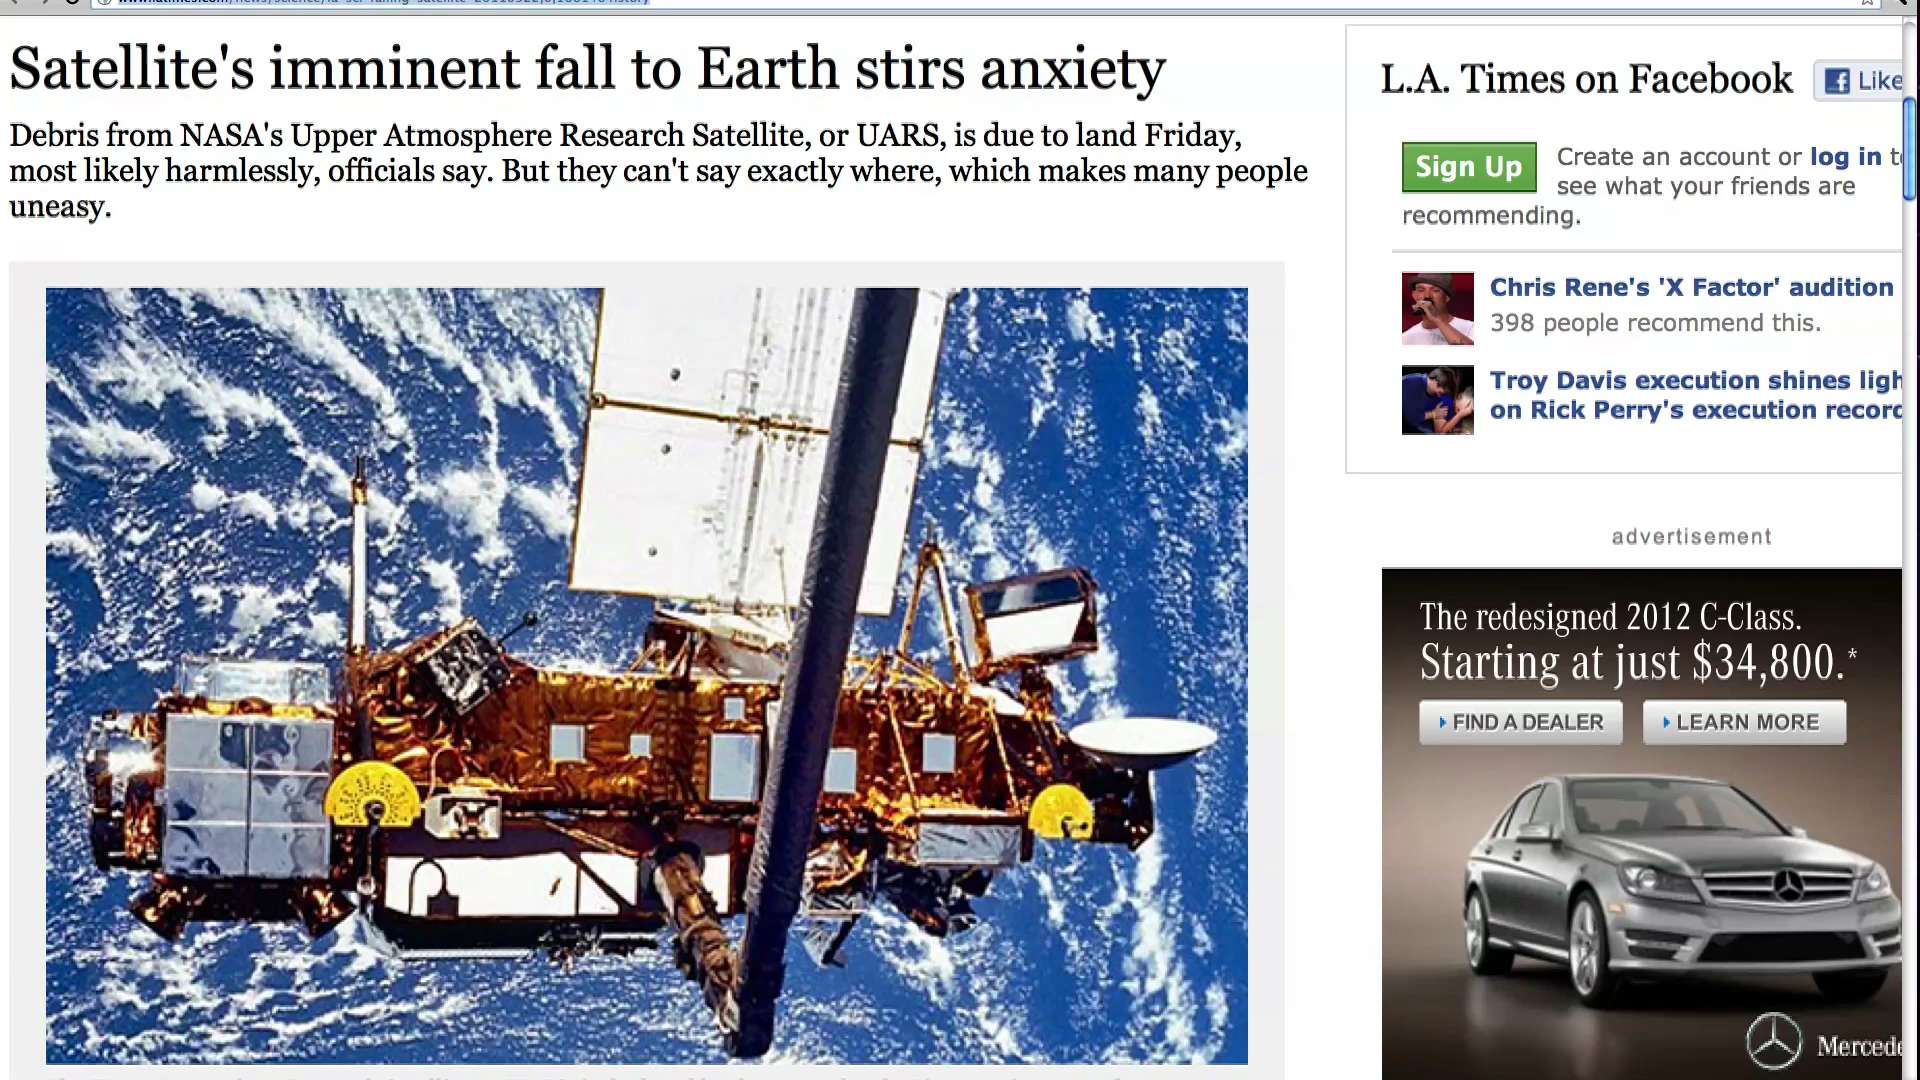 Satellite's imminent fall to Earth stirs anxiety
Debris from NASA's Upper Atmosphere Research Satellite, or UARS, is due to land Friday,
most likely harmlessly, officials say. But they can't say exactly where, which makes many people
uneasy.
L.A. Times on Facebook
Like
Sign Up
Create an account or log in to
see what your friends are
recommending.
Chris Rene's 'X Factor' audition
398 people recommend this.
Troy Davis execution shines
on Rick Perry's execution record
advertisement
The redesigned 2012 C-Class.
Starting at just $34,800.*
FIND A DEALER
LEARN MORE